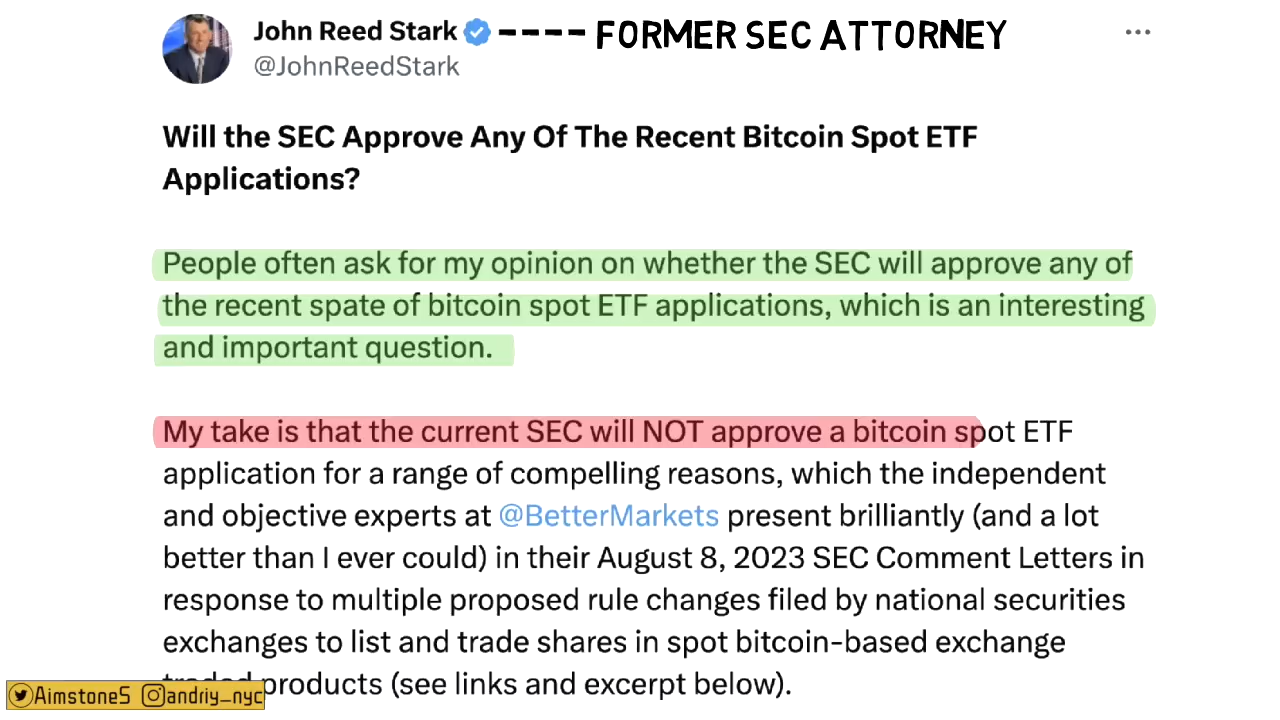 John Reed Stark ---- FORMER SEC ATTORNEY
@JohnReedStark
Will the SEC Approve Any Of The Recent Bitcoin Spot ETF
Applications?
People often ask for my opinion on whether the SEC will approve any of
the recent spate of bitcoin spot ETF applications, which is an interesting
and important question.
My take is that the current SEC will NOT approve a bitcoin spot ETF
application for a range of compelling reasons, which the independent
and objective experts at @BetterMarkets present brilliantly (and a lot
better than I ever could) in their August 8, 2023 SEC Comment Letters in
response to multiple proposed rule changes filed by national securities
exchanges to list and trade shares in spot bitcoin-based exchange
traded products (see links and excerpt below).
AimstoneS andriy_nyc